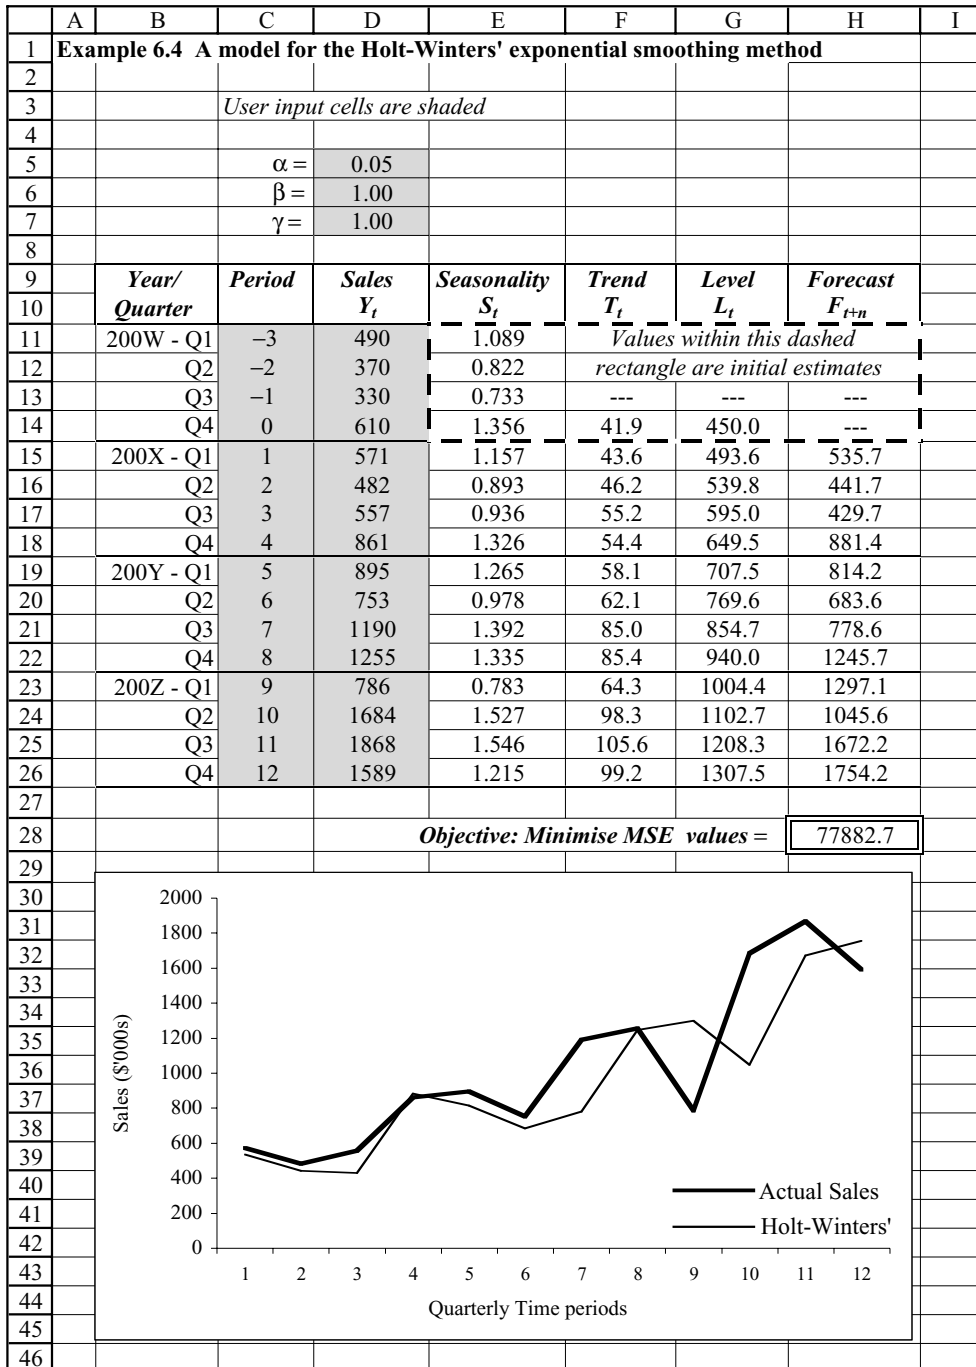 A B C D E F G H I
1 Example 6.4 A model for the Holt-Winters' exponential smoothing method
2
3 User input cells are shaded
4
5 α = 0.05
6 β = 1.00
7 γ = 1.00
8
9 Year/ Period Sales Seasonality Trend Level Forecast
10 Quarter Yt St Tt Lt Ft+n
11 200W - Q1 −3 490 1.089 Values within this dashed
12 Q2 −2 370 0.822 rectangle are initial estimates
13 Q3 −1 330 0.733 --- --- ---
14 Q4 0 610 1.356 41.9 450.0 ---
15 200X - Q1 1 571 1.157 43.6 493.6 535.7
16 Q2 2 482 0.893 46.2 539.8 441.7
17 Q3 3 557 0.936 55.2 595.0 429.7
18 Q4 4 861 1.326 54.4 649.5 881.4
19 200Y - Q1 5 895 1.265 58.1 707.5 814.2
20 Q2 6 753 0.978 62.1 769.6 683.6
21 Q3 7 1190 1.392 85.0 854.7 778.6
22 Q4 8 1255 1.335 85.4 940.0 1245.7
23 200Z - Q1 9 786 0.783 64.3 1004.4 1297.1
24 Q2 10 1684 1.527 98.3 1102.7 1045.6
25 Q3 11 1868 1.546 105.6 1208.3 1672.2
26 Q4 12 1589 1.215 99.2 1307.5 1754.2
27
28 Objective: Minimise MSE values = 77882.7
29
30 2000
31 1800
32 1600
33 1400
34 1200
35 1000
36 800
37 600
38 400
39 200
40 0
41
42
43
44
45
46
Sales ($'000s)
Actual Sales
Holt-Winters'
1 2 3 4 5 6 7 8 9 10 11 12
Quarterly Time periods